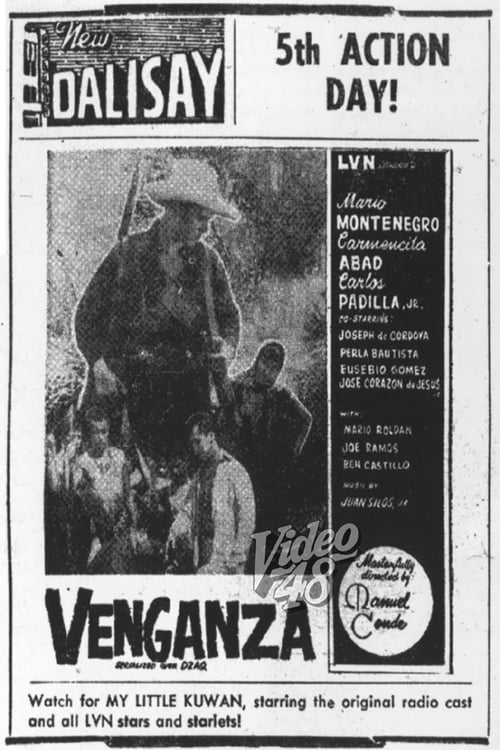 New
DALISAY
5th ACTION
DAY!
LVN
Mario
MONTENEGRO
Carmencita
ABAD
Carlos
PADILLA, JR.
CO-STARRING:
JOSEPH de CORDOVA
PERLA BAUTISTA
EUSEBIO GOMEZ
JOSE CORAZON de JESUS
WITH:
MARIO ROLDAN
JOE RAMOS
BEN CASTILLO
MUSIC BY
JUAN SILOS, JR
Masterfully
directed by
Manuel
Conde
Video
48
VENGANZA
SERIALIZED OVER DZAQ
Watch for MY LITTLE KUWAN, starring the original radio cast
and all LVN stars and starlets!